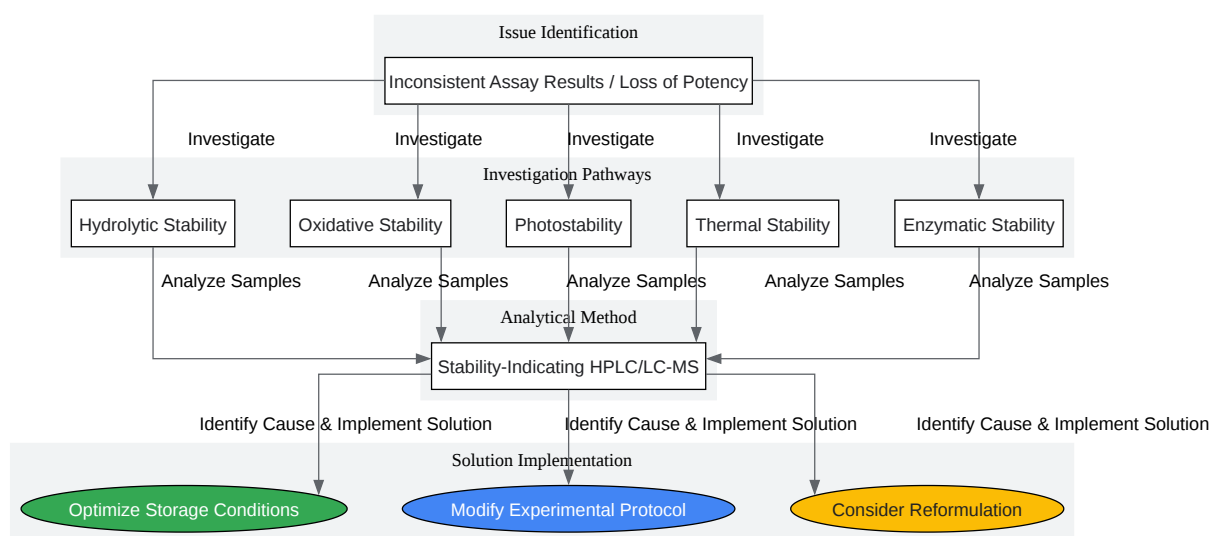 Issue Identification
Inconsistent Assay Results / Loss of Potency
Investigate
Investigate
Investigate
Investigate
Investigate
Investigation Pathways
Hydrolytic Stability
Oxidative Stability
Photostability
Thermal Stability
Enzymatic Stability
Analyze Samples
Analyze Samples
Analyze Samples
Analyze Samples
Analyze Samples
Analytical Method
Stability-Indicating HPLC/LC-MS
Identify Cause & Implement Solution
Identify Cause & Implement Solution
Identify Cause & Implement Solution
Solution Implementation
Optimize Storage Conditions
Modify Experimental Protocol
Consider Reformulation